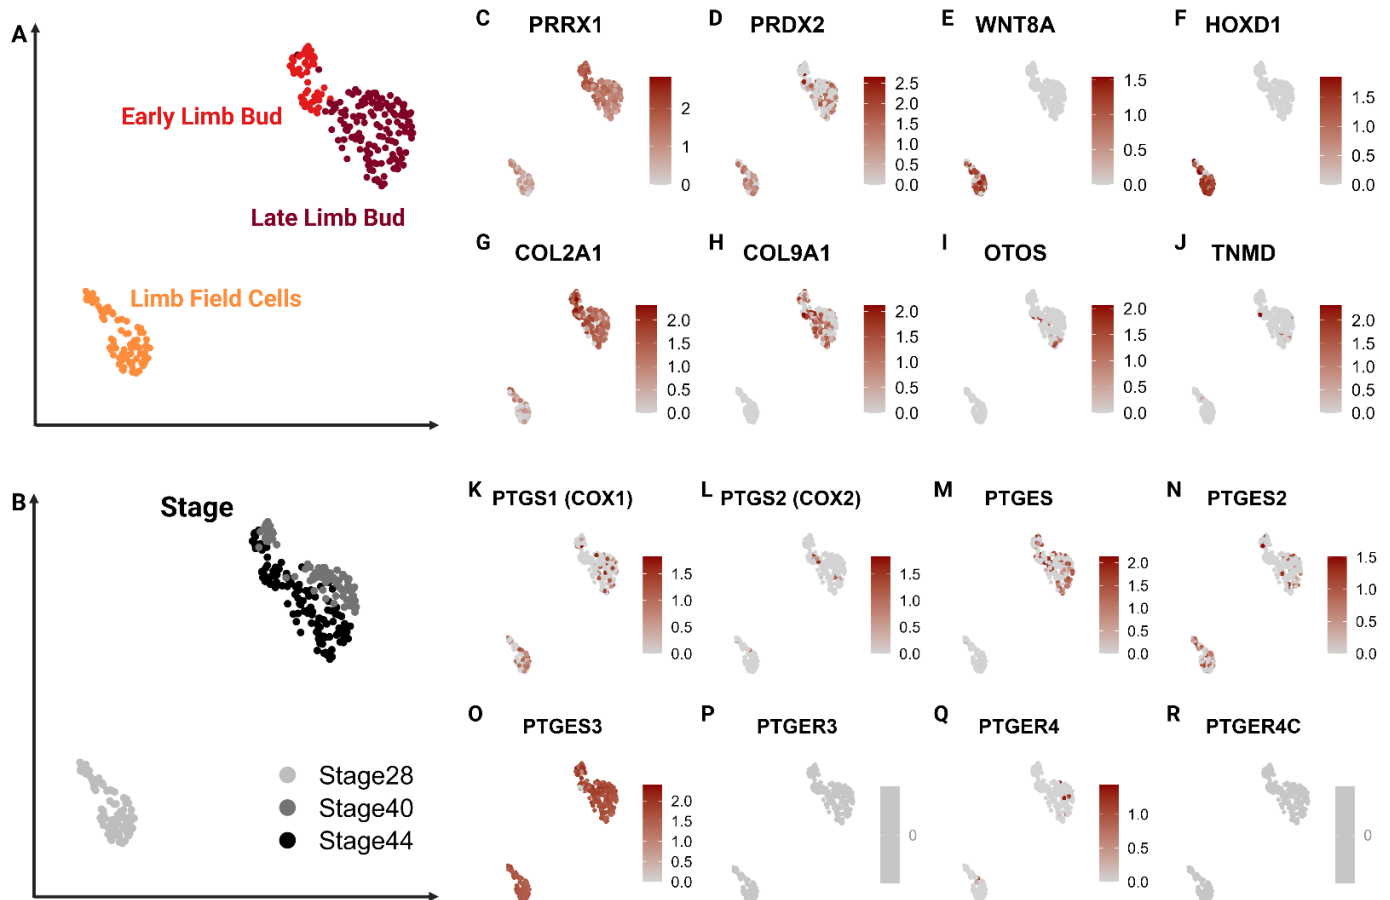 A
Early Limb Bud
Late Limb Bud
Limb Field Cells
B
Stage
Stage28
Stage40
Stage44
C PRRX1
2
1
0
D PRDX2
2.5
2.0
1.5
1.0
0.5
0.0
E WNT8A
1.5
1.0
0.5
0.0
F HOXD1
1.5
1.0
0.5
0.0
G COL2A1
2.0
1.5
1.0
0.5
0.0
H COL9A1
2.0
1.5
1.0
0.5
0.0
I OTOS
2.0
1.5
1.0
0.5
0.0
J TNMD
2.0
1.5
1.0
0.5
0.0
K PTGS1 (COX1)
1.5
1.0
0.5
0.0
L PTGS2 (COX2)
1.5
1.0
0.5
0.0
M PTGES
2.0
1.5
1.0
0.5
0.0
N PTGES2
1.5
1.0
0.5
0.0
O PTGES3
2.0
1.5
1.0
0.5
0.0
P PTGER3
0
Q PTGER4
1.0
0.5
0.0
R PTGER4C
0